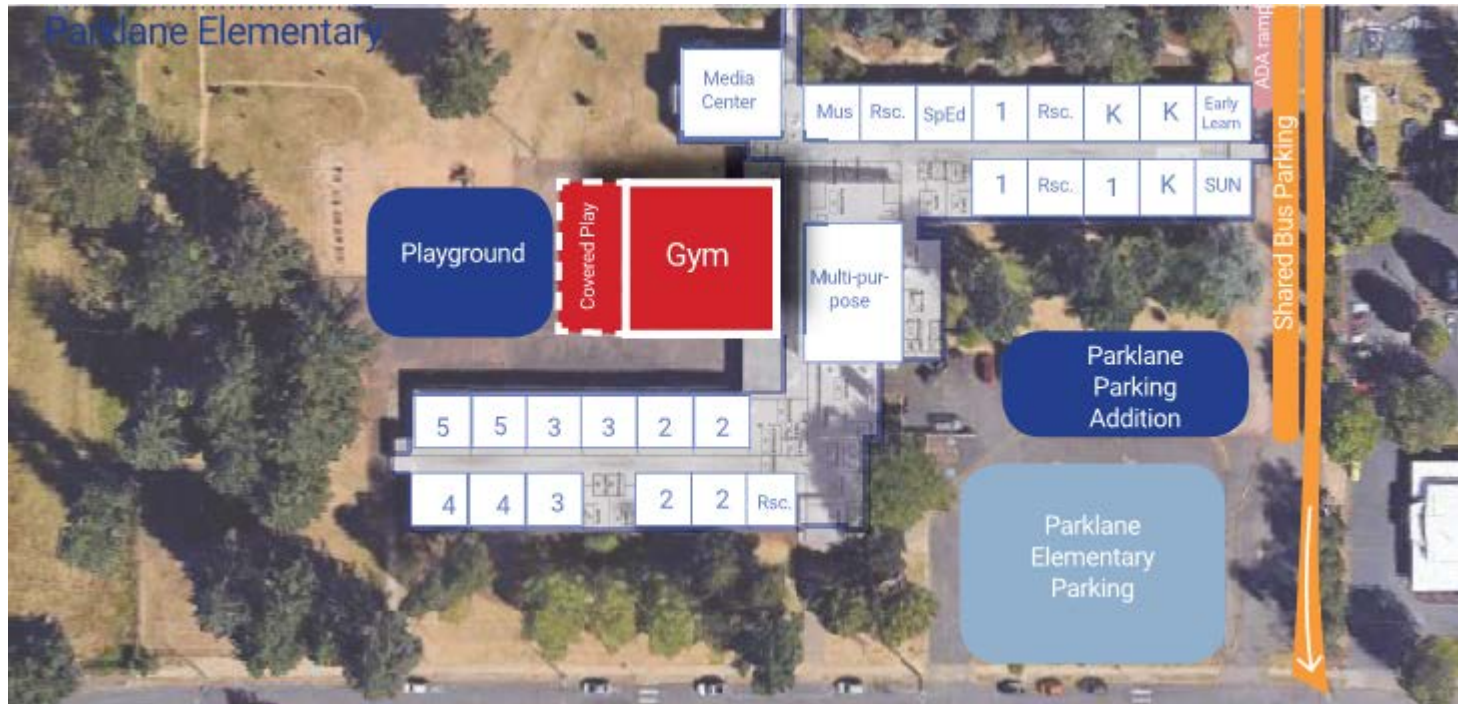 Parklane Elementary
Media
Center
Mus
Rsc.
SpEd
1
Rsc.
K
K
Early
Learn
ADA ramp
1
Rsc.
1
K
SUN
Shared Bus Parking
Playground
Covered Play
Gym
Multi-pur-
pose
Parklane
Parking
Addition
5
5
3
3
2
2
4
4
3
2
2
Rsc.
Parklane
Elementary
Parking